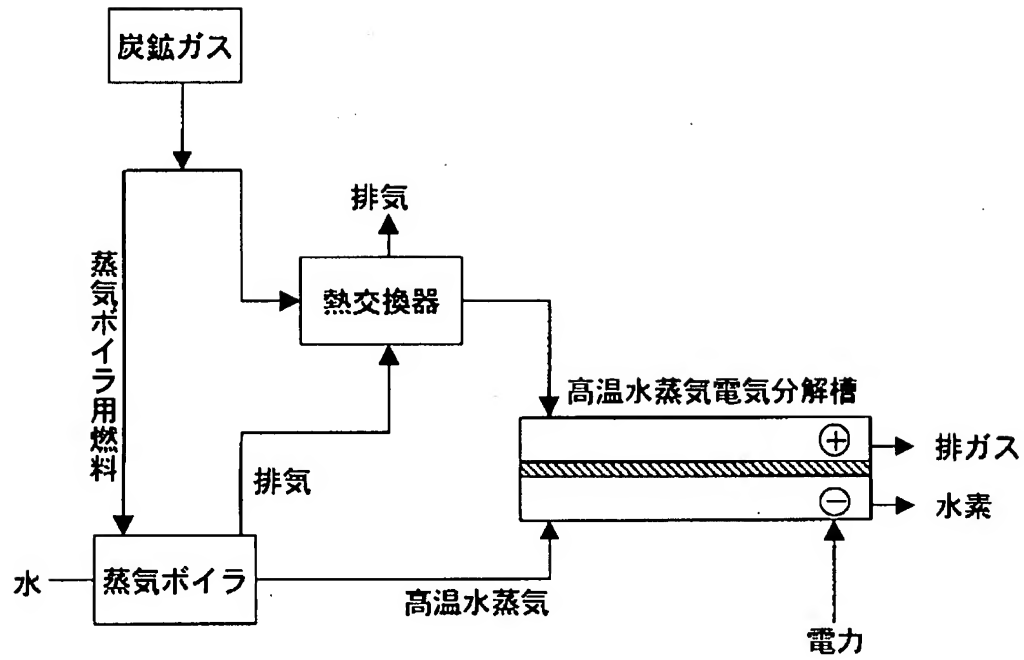 炭鉱ガス
排気
蒸気ボイラ用燃料
熱交換器
高温水蒸気電気分解槽
⊕
排ガス
排気
⊖
水素
水
蒸気ボイラ
高温水蒸気
電力